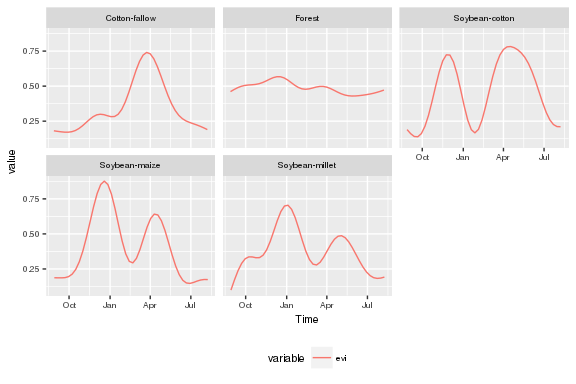 Cotton-fallow Forest Soybean-cotton
0.75
0.50
0.25
Oct Jan Apr Jul
Soybean-maize Soybean-millet
0.75
0.50
0.25
Oct Jan Apr Jul Oct Jan Apr Jul
value
Time
variable evi